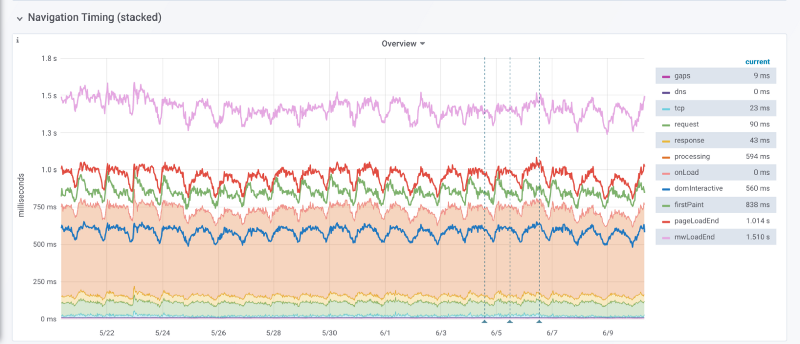 Navigation Timing (stacked)
i
Overview
1.8 s
1.5 s
1.3 s
1.0 s
750 ms
500 ms
250 ms
0 ms
milliseconds
5/22 5/24 5/26 5/28 5/30 6/1 6/3 6/5 6/7 6/9
current
gaps 9 ms
dns 0 ms
tcp 23 ms
request 90 ms
response 43 ms
processing 594 ms
onLoad 0 ms
domInteractive 560 ms
firstPaint 838 ms
pageLoadEnd 1.014 s
mwLoadEnd 1.510 s